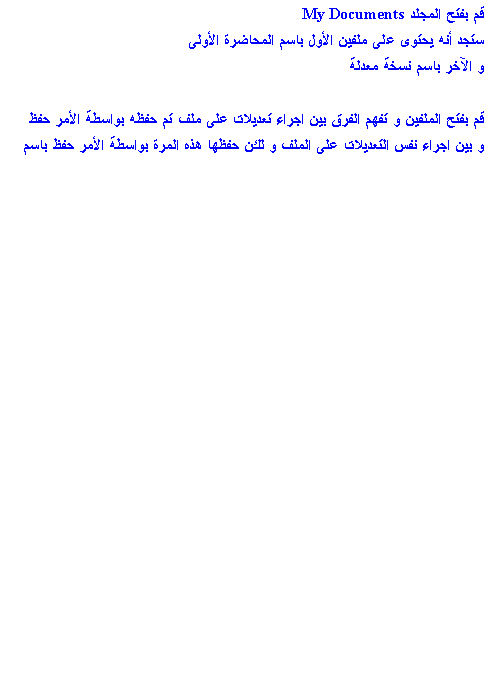 قم بفتح المجلد My Documents
ستجد أنه يحتوى على ملفين الأول باسم المحاضرة الأولى
و الآخر باسم نسخة معدلة
قم بفتح الملفين و تفهم الفرق بين اجراء تعديلات على ملف تم حفظه بواسطة الأمر حفظ
و بين اجراء نفس التعديلات على الملف و لكن حفظها هذه المرة بواسطة الأمر حفظ باسم